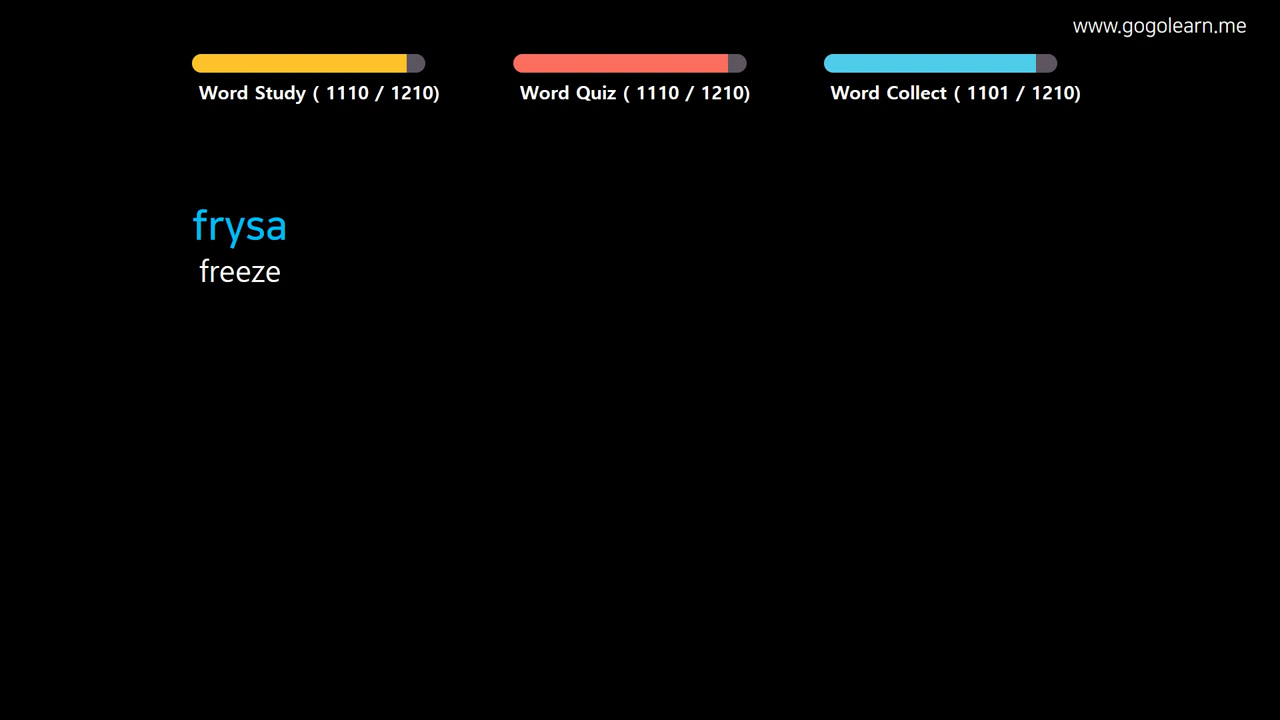 www.gogolearn.me
Word Study ( 1110 / 1210)
Word Quiz ( 1110 / 1210)
Word Collect ( 1101 / 1210)
frysa
freeze